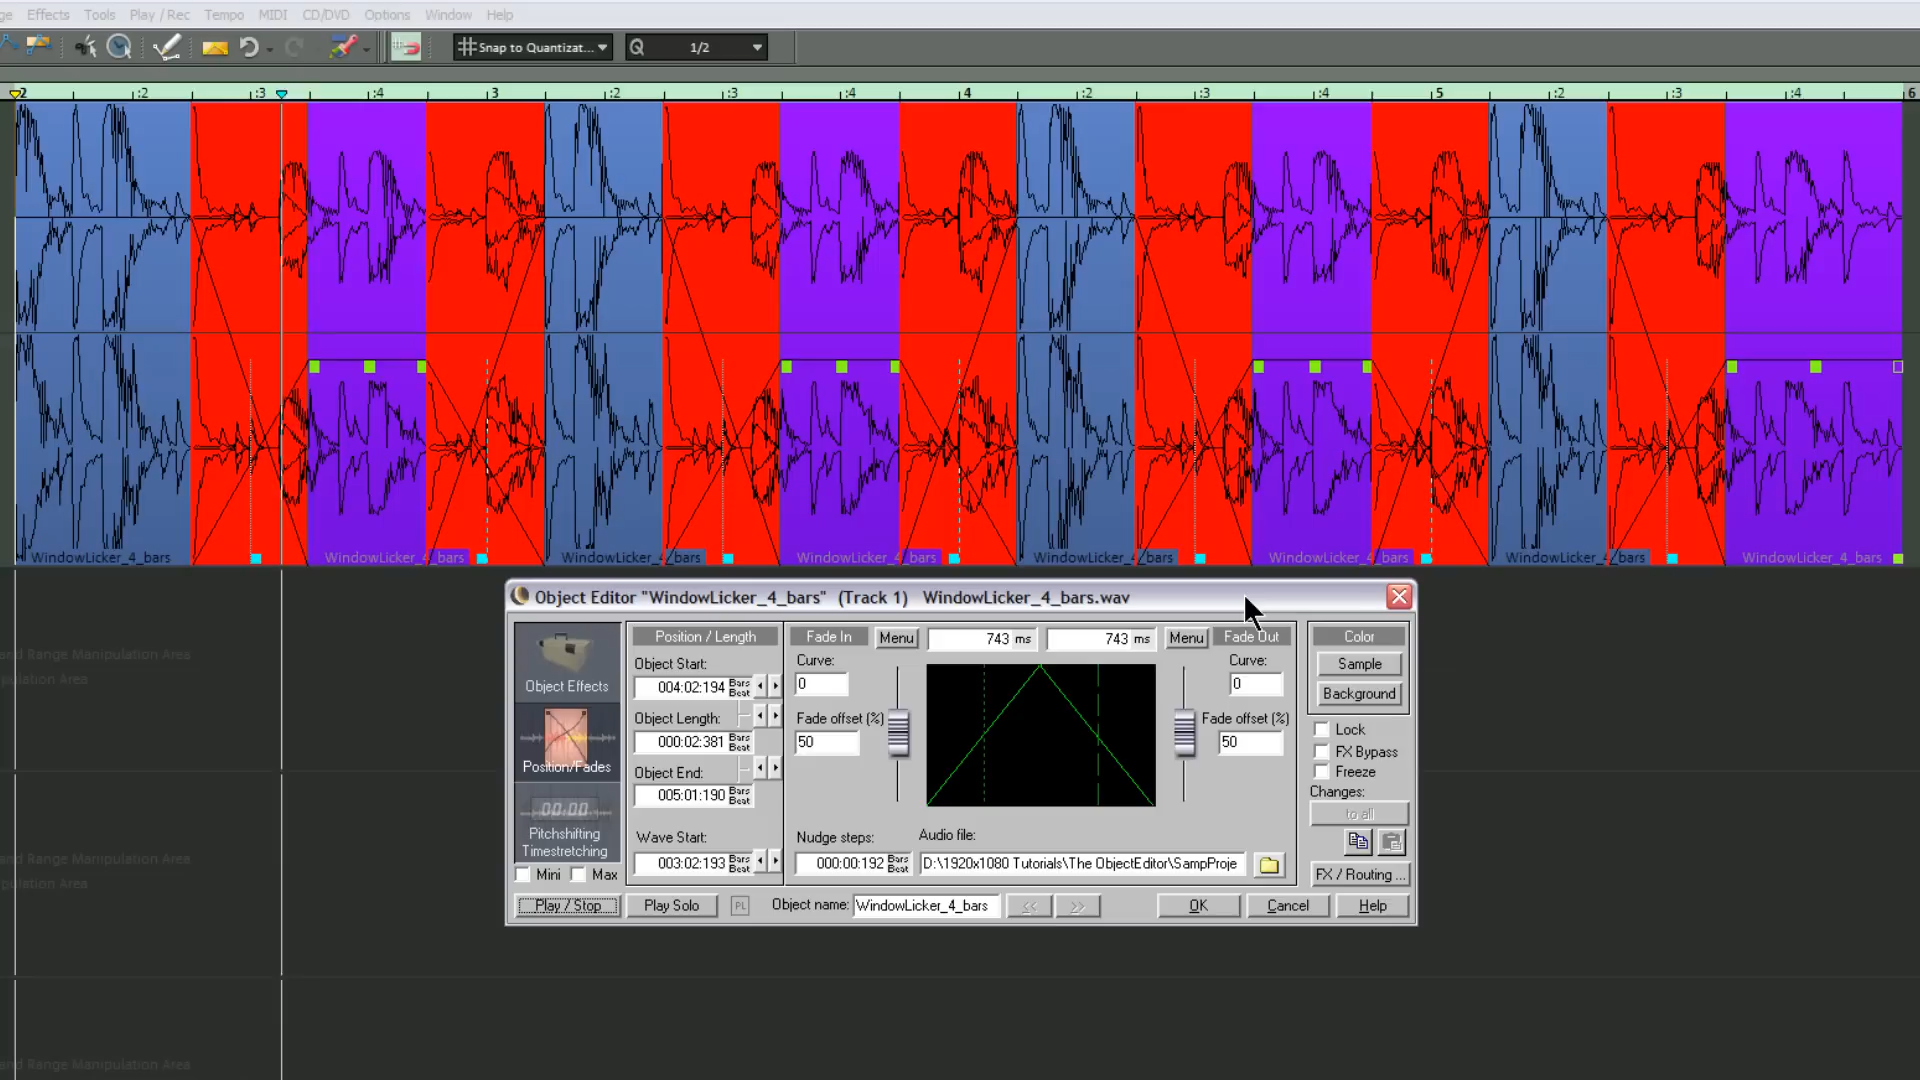 ge Effects Tools Play / Rec Tempo MIDI CD/DVD Options Window Help
Snap to Quantizat... Q 1/2
2 :2 :3 :4 3 :2 :3 :4 4 :2 :3 :4 5 :2 :3 :4 6
WindowLicker_4_bars WindowLicker_4_bars WindowLicker_4_bars WindowLicker_4_bars WindowLicker_4_bars WindowLicker_4_bars WindowLicker_4_bars WindowLicker_4_bars
Object Editor "WindowLicker_4_bars" (Track 1) WindowLicker_4_bars.wav
Object Effects
Position/Fades
00:00
Pitchshifting
Timestretching
Mini Max
Position / Length
Object Start:
004:02:194 Bars Beat
Object Length:
000:02:381 Bars Beat
Object End:
005:01:190 Bars Beat
Wave Start:
003:02:193 Bars Beat
Fade In Menu 743 ms 743 ms Menu Fade Out
Curve: Curve:
0 0
Fade offset (%) Fade offset (%)
50 50
Nudge steps: Audio file:
000:00:192 Bars Beat D:\1920x1080 Tutorials\The ObjectEditor\SampProje
Color
Sample
Background
Lock
FX Bypass
Freeze
Changes:
to all
FX / Routing ...
Play / Stop Play Solo PL Object name: WindowLicker_4_bars << >> OK Cancel Help
and Range Manipulation Area
pulation Area
and Range Manipulation Area
pulation Area
and Range Manipulation Area